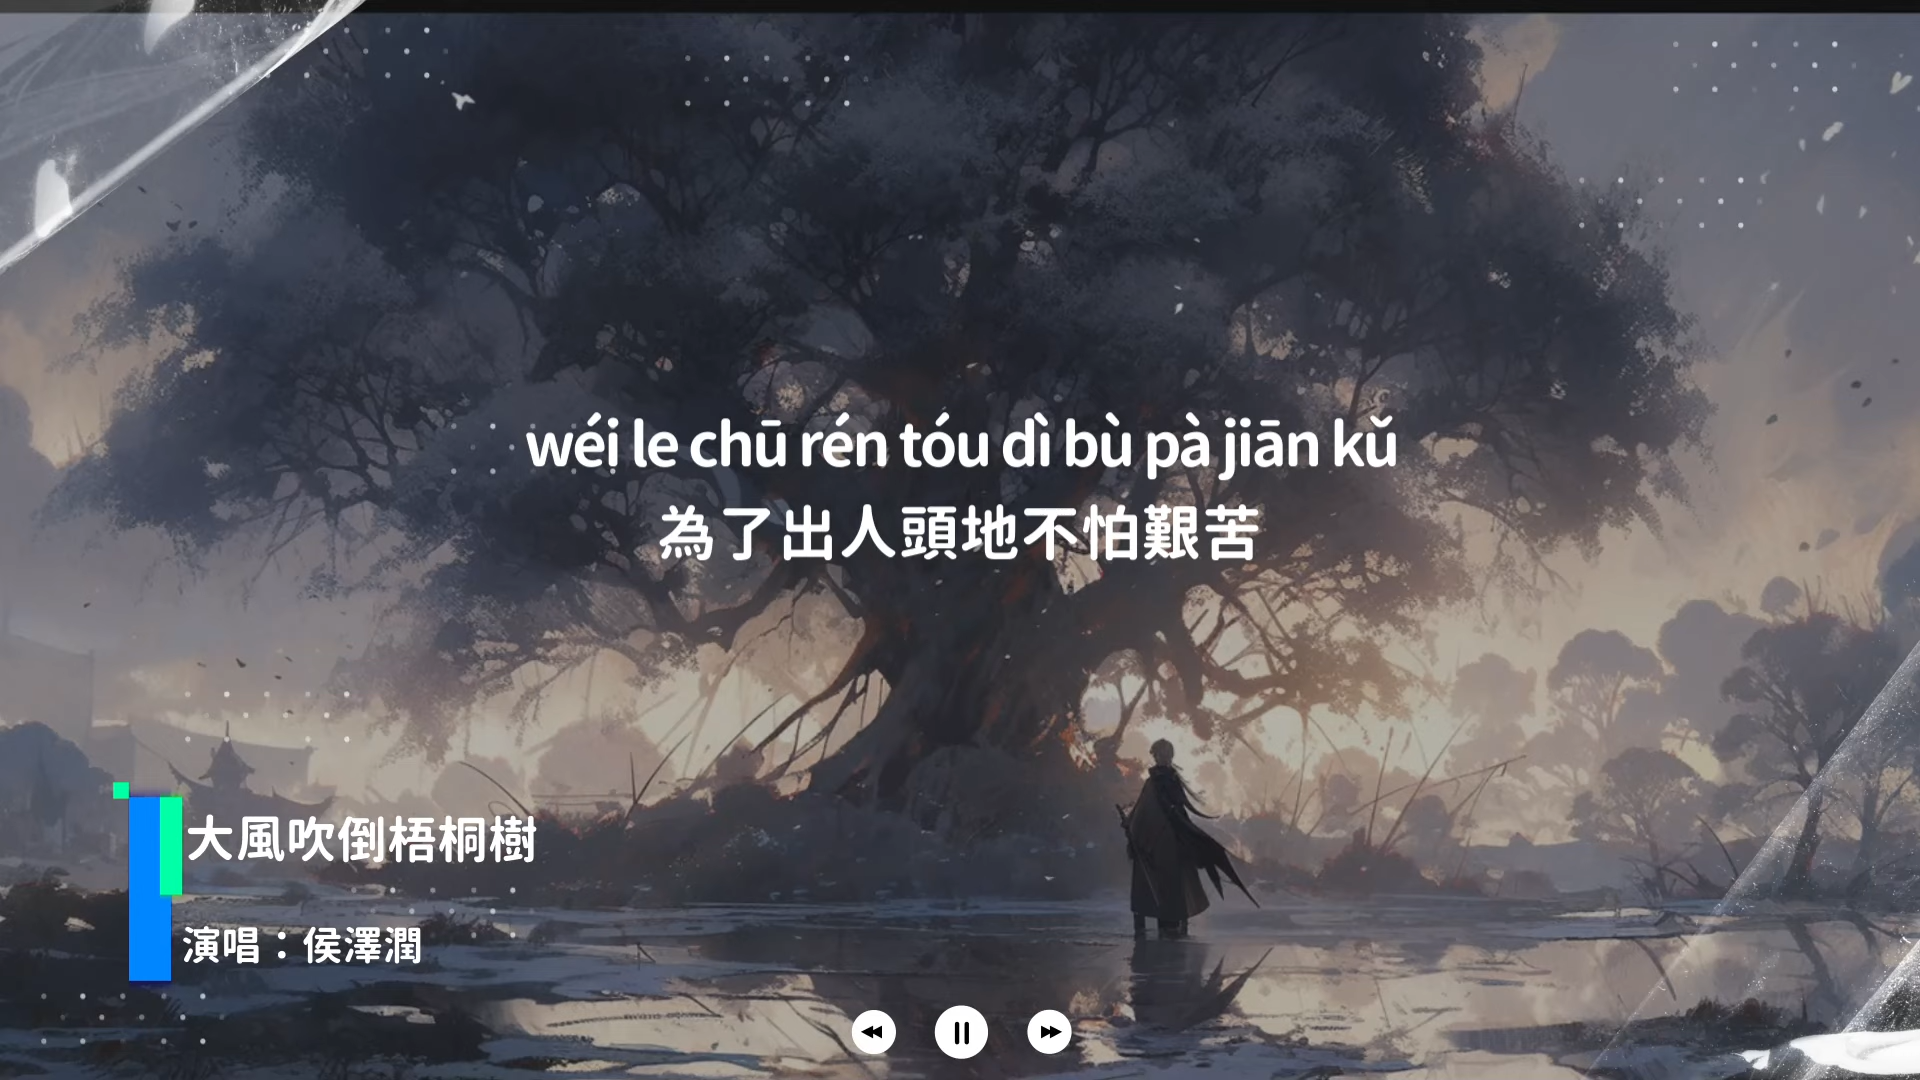 wéi le chū rén tóu dì bù pà jiān kǔ
為了出人頭地不怕艱苦
大風吹倒梧桐樹
演唱：侯澤潤